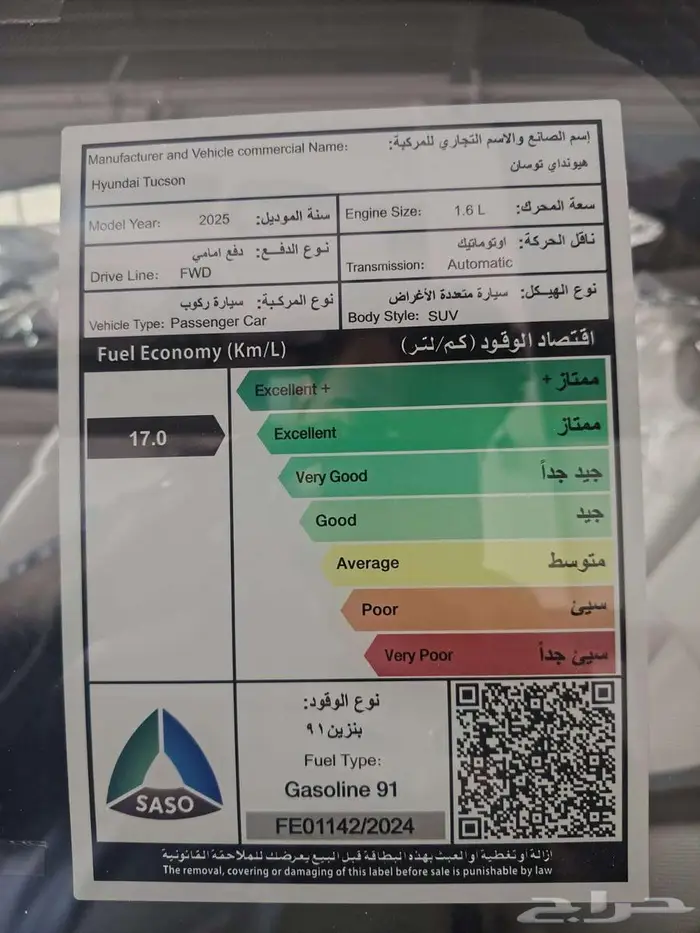 إسم الصانع والاسم التجاري للمركبة:
Manufacturer and Vehicle commercial Name:
هيونداي توسان
Hyundai Tucson
Model Year: 2025 سنة الموديل:
Engine Size: 1.6 L سعة المحرك:
نوع الدفع: دفع امامي
Drive Line: FWD
ناقل الحركة: اوتوماتيك
Transmission: Automatic
نوع المركبة: سيارة ركوب
Vehicle Type: Passenger Car
نوع الهيكل: سيارة متعددة الأغراض
Body Style: SUV
Fuel Economy (Km/L) اقتصاد الوقود (كم/لتر)
Excellent + ممتاز +
17.0
Excellent ممتاز
Very Good جيد جداً
Good جيد
Average متوسط
Poor سيئ
Very Poor سيئ جداً
SASO
نوع الوقود:
بنزين ٩١
Fuel Type:
Gasoline 91
FE01142/2024
ازالة أو تغطية أو العبث بهذه البطاقة قبل البيع يعرضك للملاحقة القانونية
The removal, covering or damaging of this label before sale is punishable by law
حراج